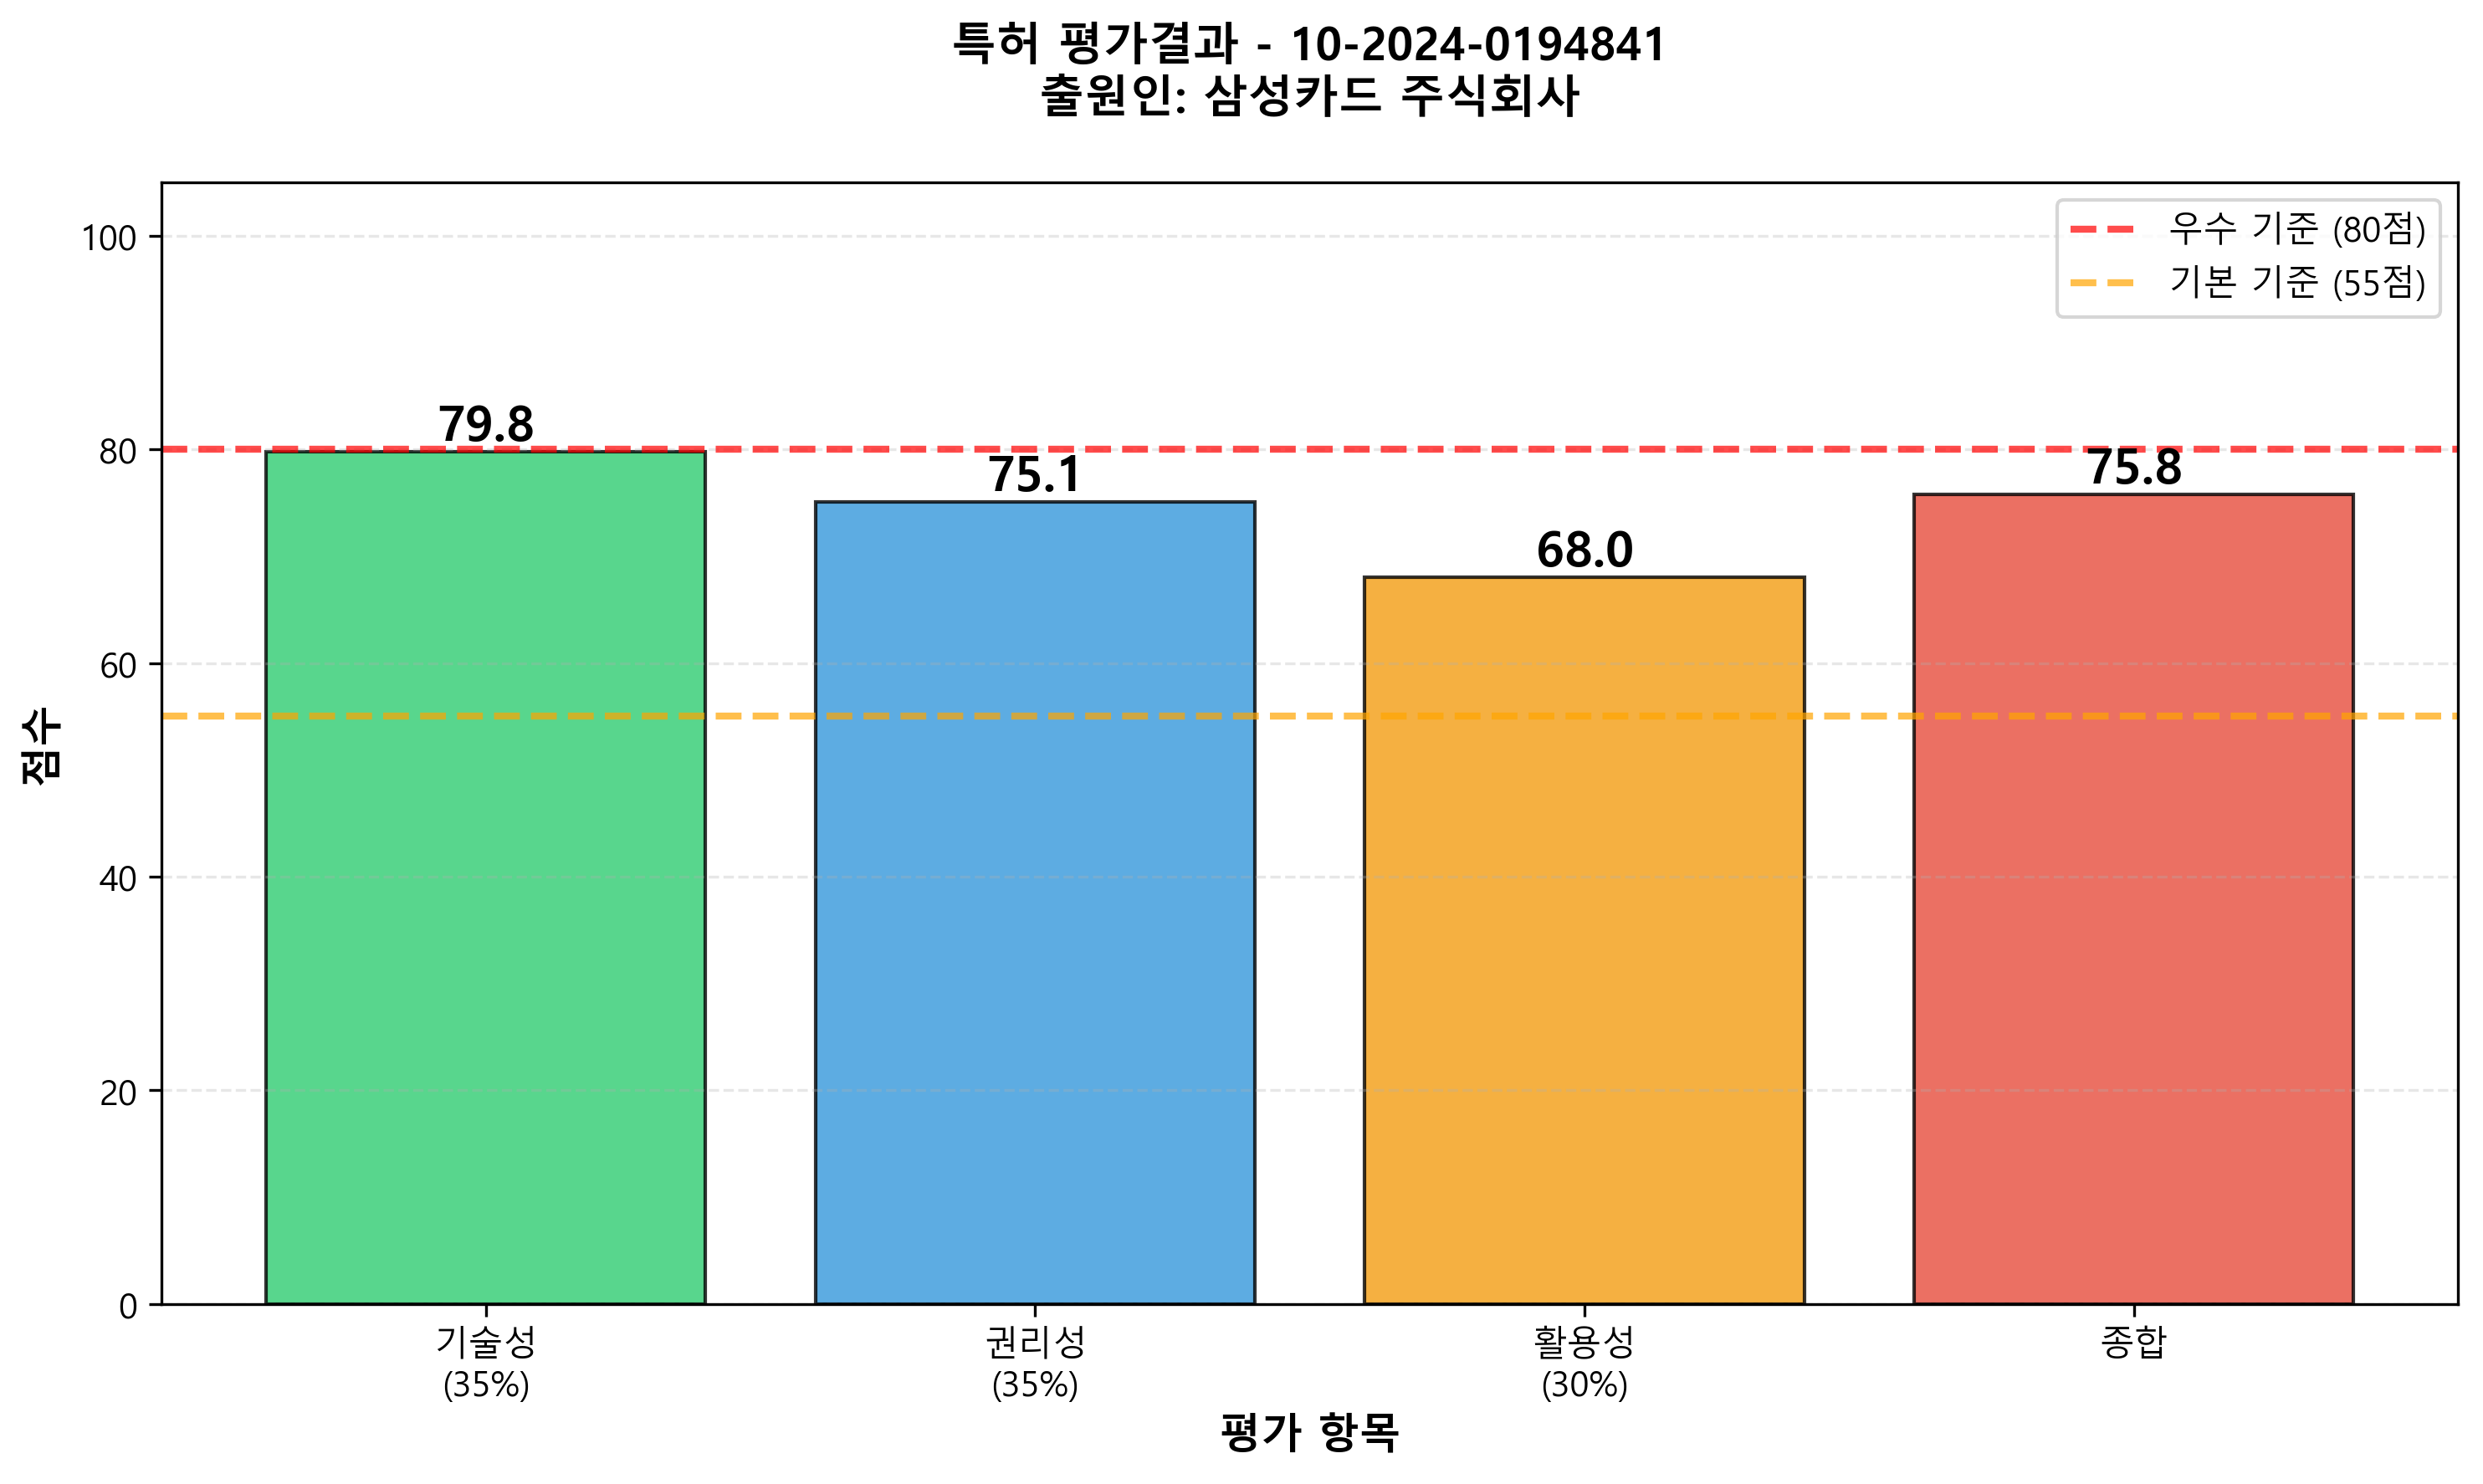 특허 평가결과 - 10-2024-0194841
출원인: 삼성카드 주식회사
우수 기준 (80점)
기본 기준 (55점)
점수
100
80
60
40
20
0
79.8
75.1
68.0
75.8
기술성
(35%)
권리성
(35%)
활용성
(30%)
종합
평가 항목